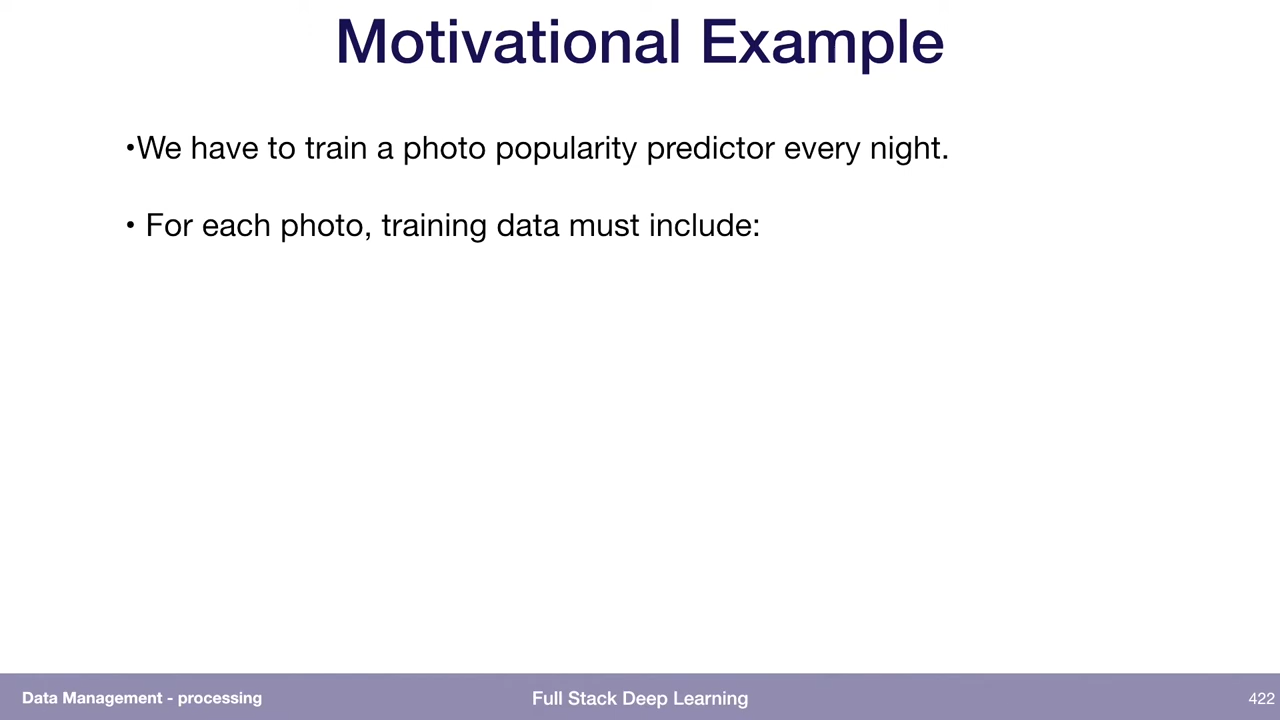 Motivational Example
•We have to train a photo popularity predictor every night.
• For each photo, training data must include:
Data Management - processing
Full Stack Deep Learning
422